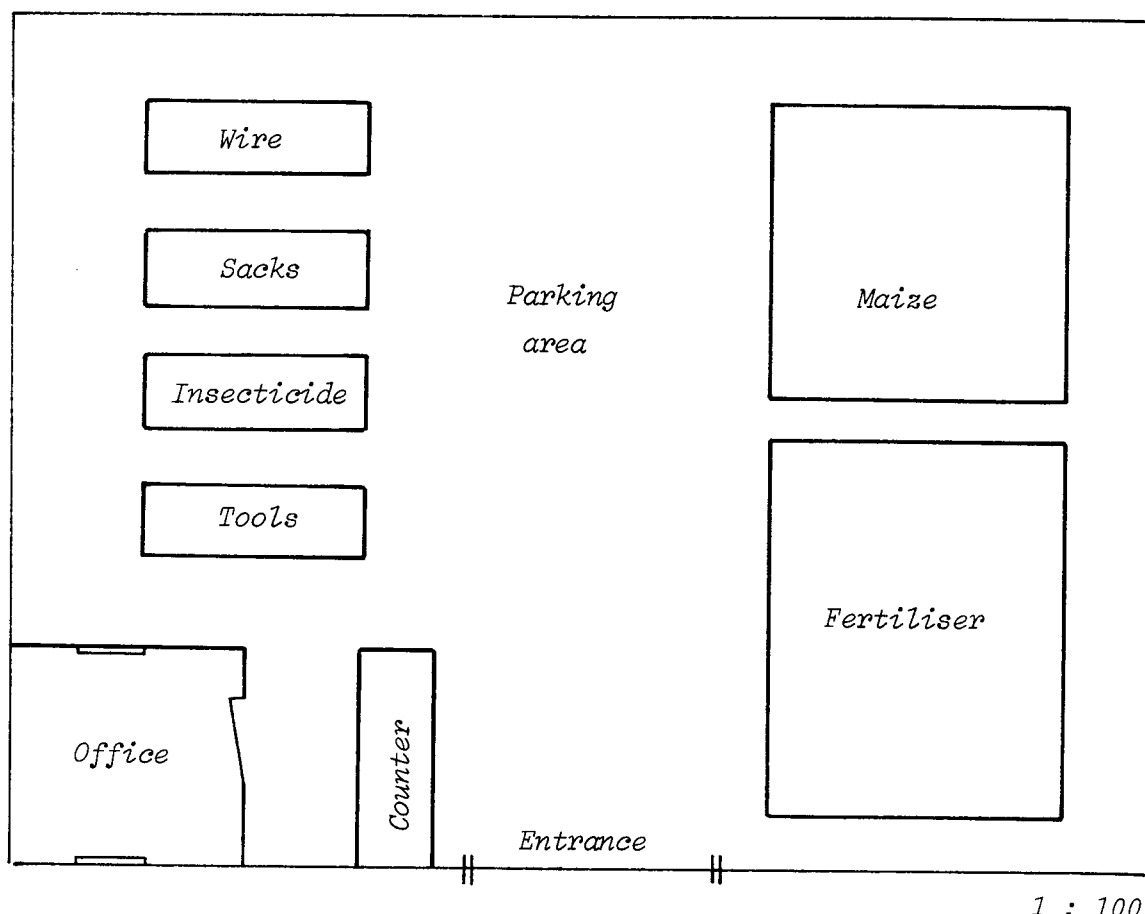 Wire
Sacks
Parking
area
Maize
Insecticide
Tools
Fertiliser
Office
Counter
Entrance
1 : 100